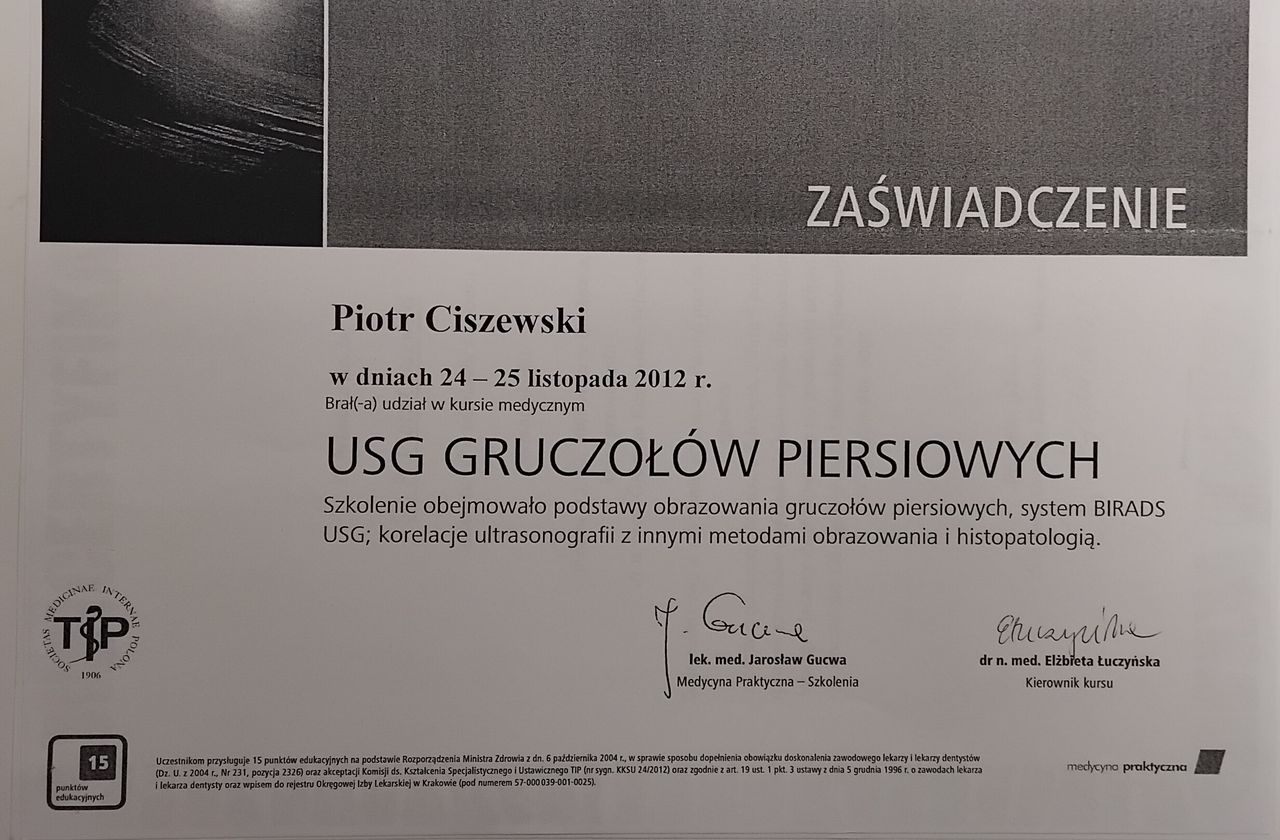 ZAŚWIADCZENIE
Piotr Ciszewski
w dniach 24 – 25 listopada 2012 r.
Brał(-a) udział w kursie medycznym
USG GRUCZOŁÓW PIERSIOWYCH
Szkolenie obejmowało podstawy obrazowania gruczołów piersiowych, system BIRADS
USG; korelacje ultrasonografii z innymi metodami obrazowania i histopatologią.
SOCIETAS MEDICINAE INTERNAE POLONA
TIP
1906
J. Gucwa
lek. med. Jarosław Gucwa
Medycyna Praktyczna – Szkolenia
EŁuczyńska
dr n. med. Elżbieta Łuczyńska
Kierownik kursu
15
punktów
edukacyjnych
Uczestnikom przysługuje 15 punktów edukacyjnych na podstawie Rozporządzenia Ministra Zdrowia z dn. 6 października 2004 r., w sprawie sposobu dopełnienia obowiązku doskonalenia zawodowego lekarzy i lekarzy dentystów
(Dz. U. z 2004 r., Nr 231, pozycja 2326) oraz akceptacji Komisji ds. Kształcenia Specjalistycznego i Ustawicznego TIP (nr sygn. KKSU 24/2012) oraz zgodnie z art. 19 ust. 1 pkt. 3 ustawy z dnia 5 grudnia 1996 r. o zawodach lekarza
i lekarza dentysty oraz wpisem do rejestru Okręgowej Izby Lekarskiej w Krakowie (pod numerem 57-000039-001-0025).
medycyna praktyczna